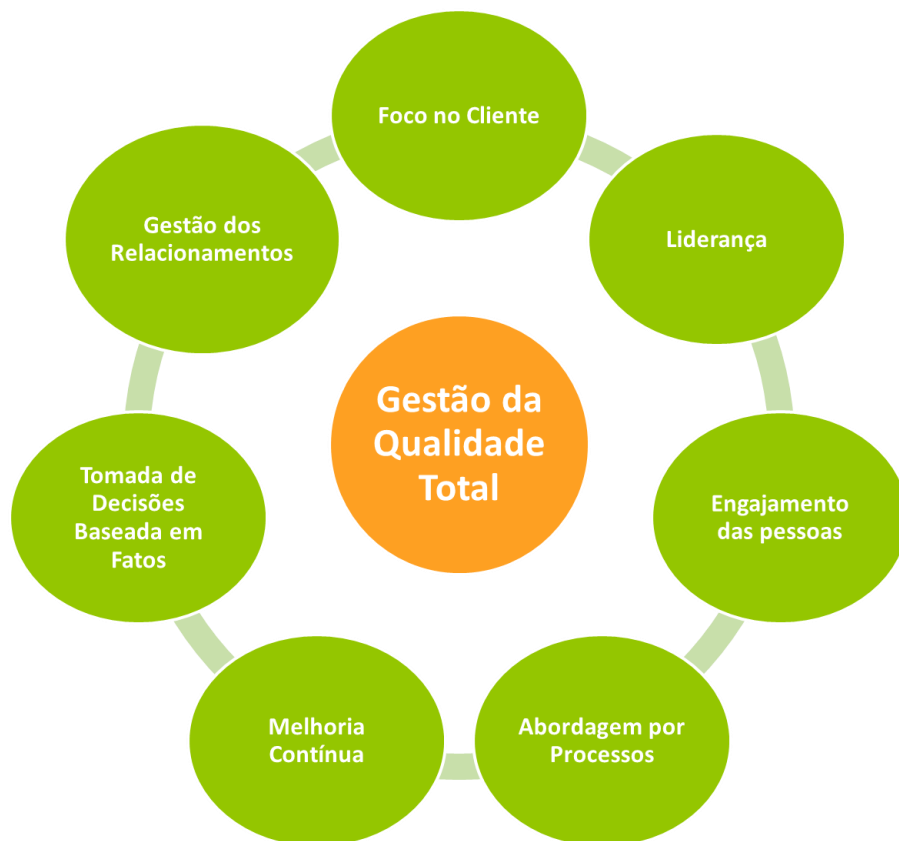 Foco no Cliente
Liderança
Engajamento
das pessoas
Abordagem por
Processos
Melhoria
Contínua
Tomada de
Decisões
Baseada em
Fatos
Gestão dos
Relacionamentos
Gestão da
Qualidade
Total